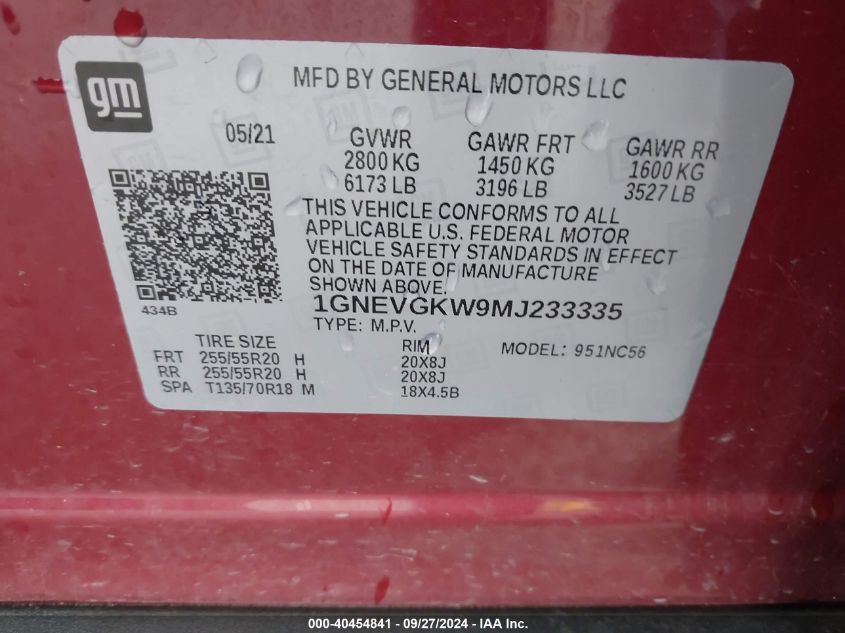 gm
MFD BY GENERAL MOTORS LLC
05/21
GVWR GAWR FRT GAWR RR
2800 KG 1450 KG 1600 KG
6173 LB 3196 LB 3527 LB
THIS VEHICLE CONFORMS TO ALL
APPLICABLE U.S. FEDERAL MOTOR
VEHICLE SAFETY STANDARDS IN EFFECT
ON THE DATE OF MANUFACTURE
SHOWN ABOVE.
434B
1GNEVGKW9MJ233335
TYPE: M.P.V.
TIRE SIZE RIM MODEL: 951NC56
FRT 255/55R20 H 20X8J
RR 255/55R20 H 20X8J
SPA T135/70R18 M 18X4.5B
000-40454841 - 09/27/2024 - IAA Inc.